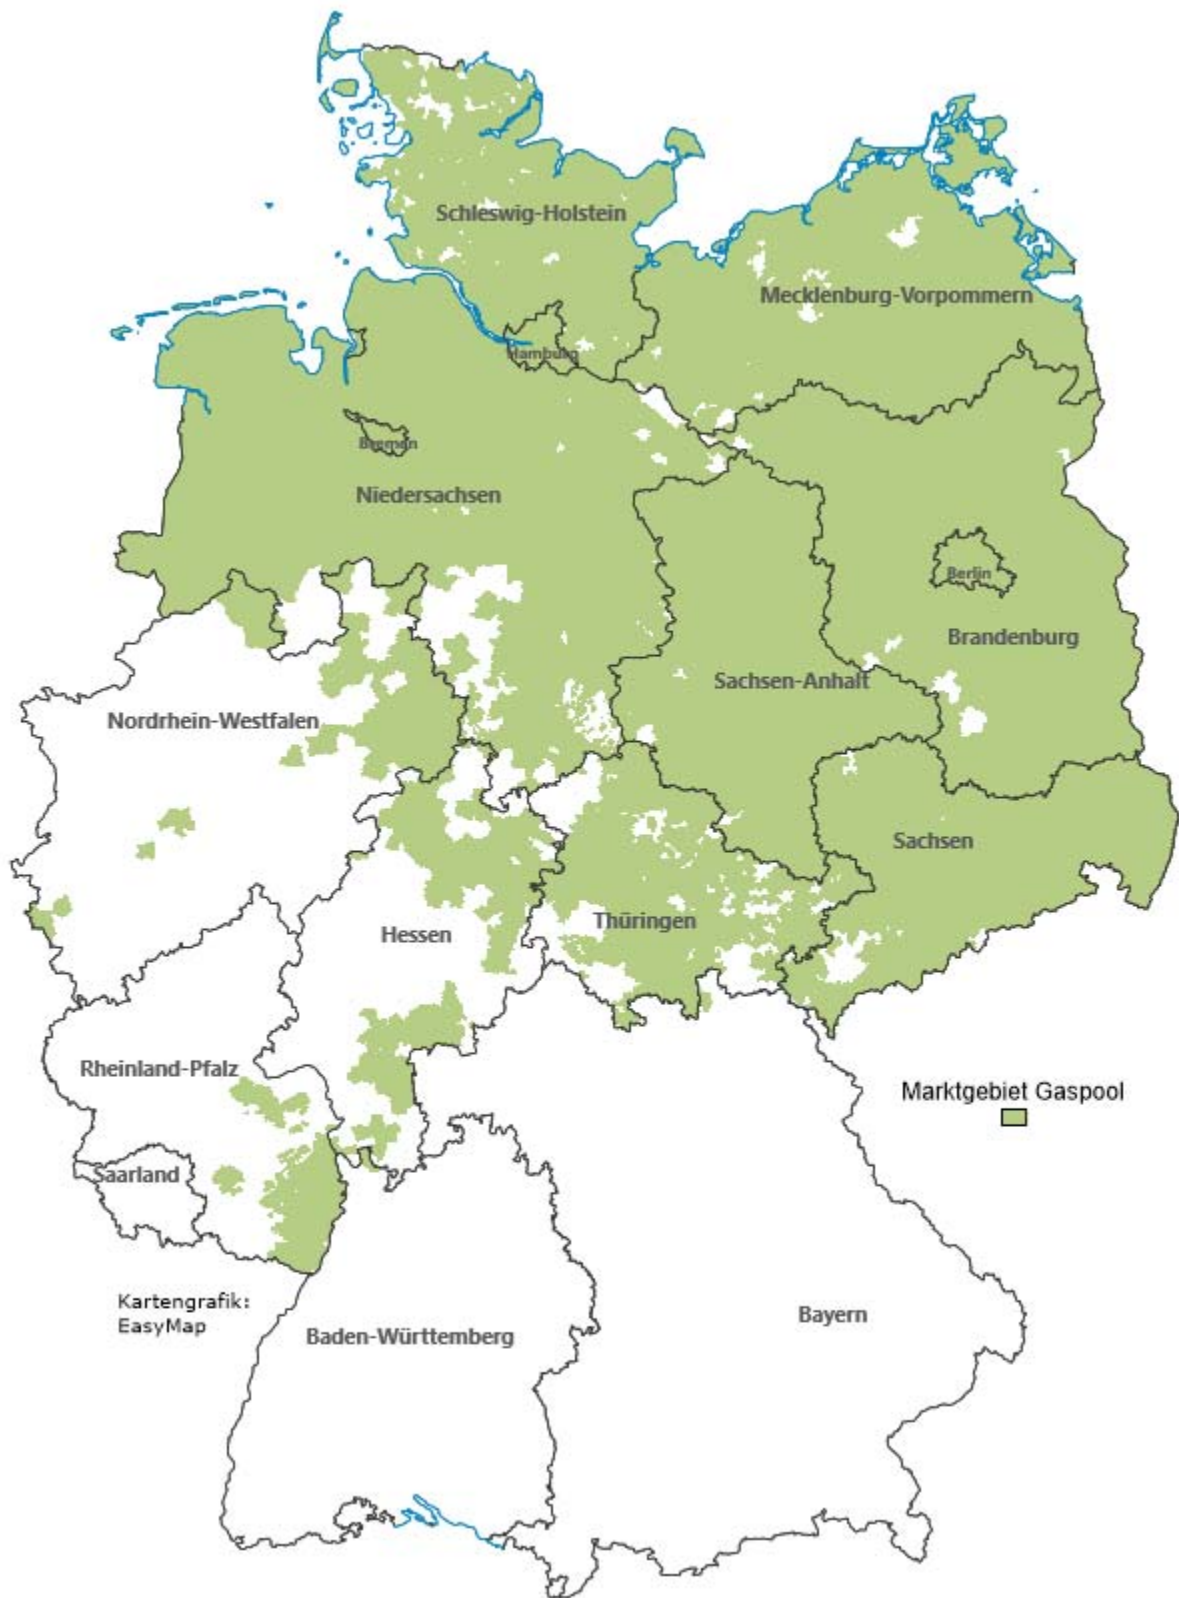 Schleswig-Holstein
Mecklenburg-Vorpommern
Hamburg
Bremen
Niedersachsen
Berlin
Brandenburg
Sachsen-Anhalt
Nordrhein-Westfalen
Sachsen
Thüringen
Hessen
Rheinland-Pfalz
Marktgebiet Gaspool
Saarland
Kartengrafik:
EasyMap
Bayern
Baden-Württemberg